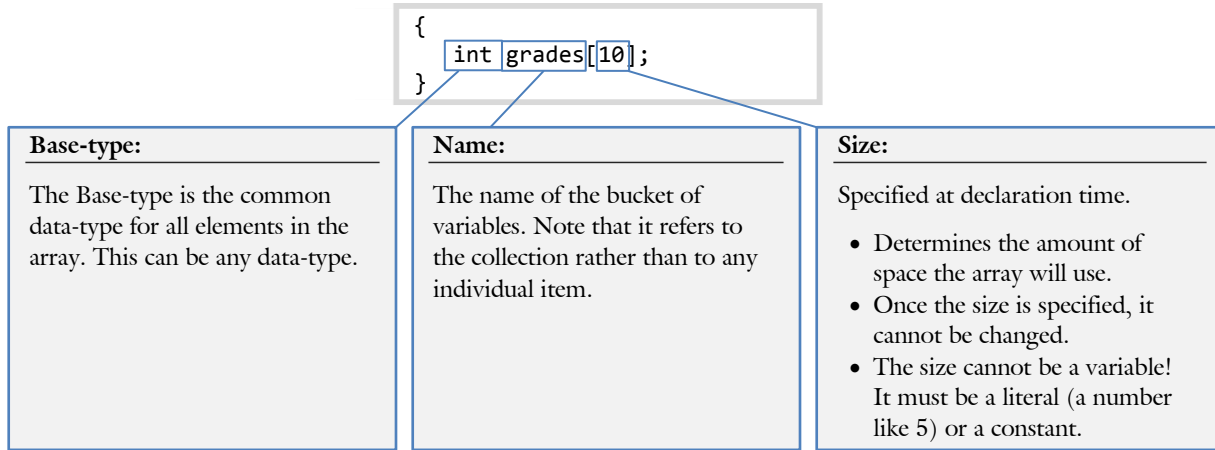 {
int grades[10];
}
Base-type:
The Base-type is the common
data-type for all elements in the
array. This can be any data-type.
Name:
The name of the bucket of
variables. Note that it refers to
the collection rather than to any
individual item.
Size:
Specified at declaration time.
• Determines the amount of
space the array will use.
• Once the size is specified, it
cannot be changed.
• The size cannot be a variable!
It must be a literal (a number
like 5) or a constant.